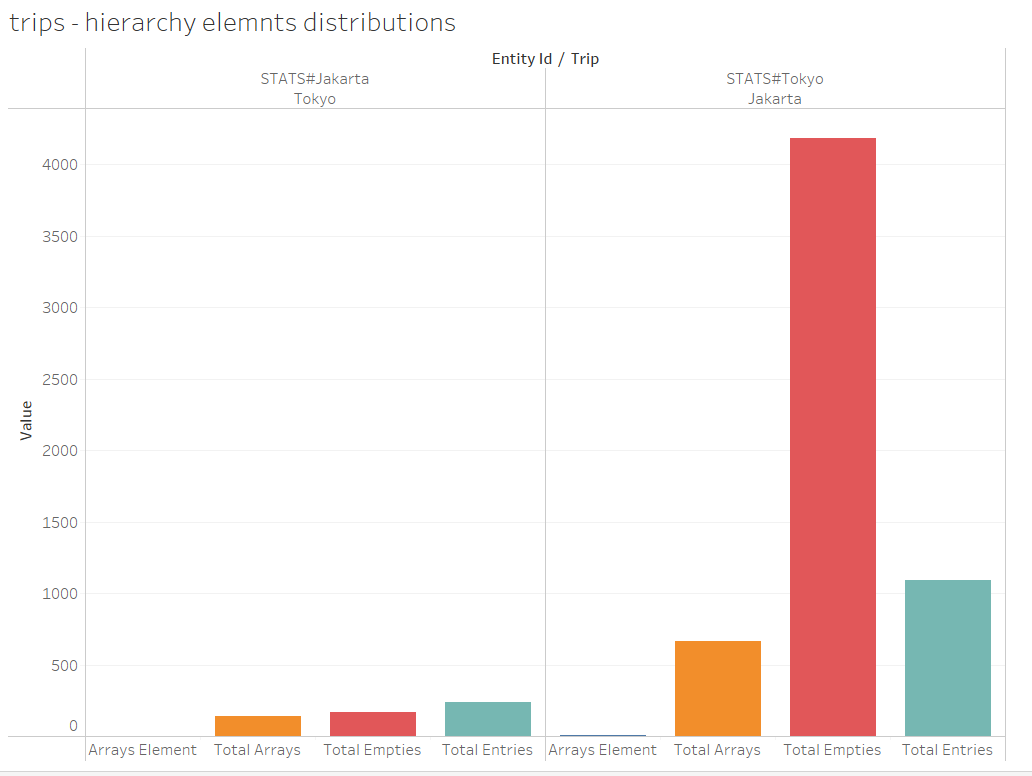 trips - hierarchy elemnts distributions
Entity Id / Trip
STATS#Jakarta STATS#Tokyo
Tokyo Jakarta
4000
3500
3000
2500
2000
1500
1000
500
0
Value
Arrays Element Total Arrays Total Empties Total Entries Arrays Element Total Arrays Total Empties Total Entries